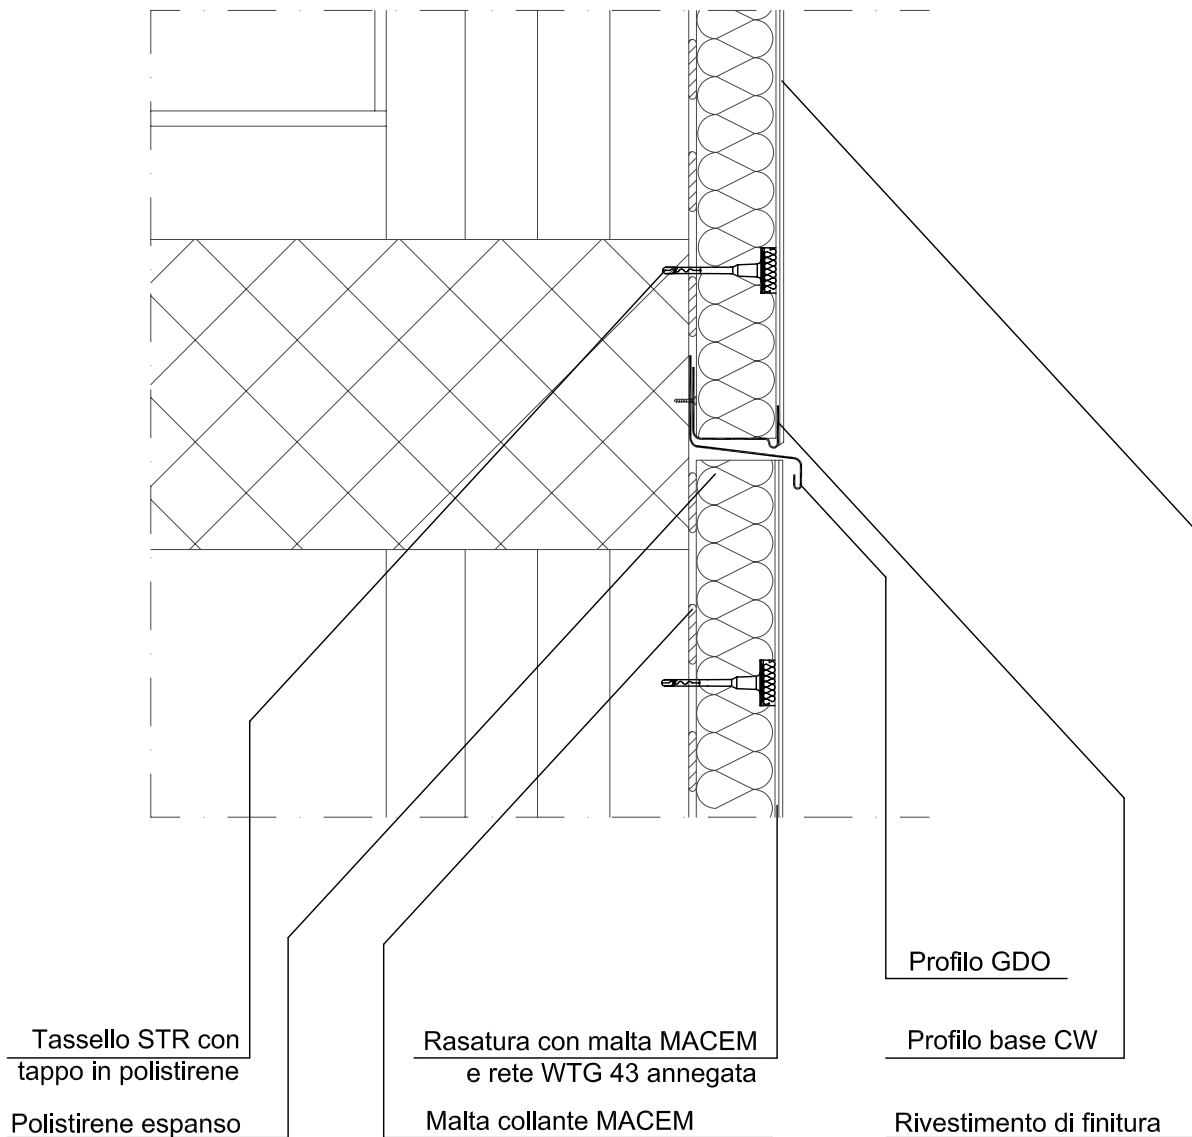 Profilo GDO
Tassello STR con
tappo in polistirene
Rasatura con malta MACEM
e rete WTG 43 annegata
Profilo base CW
Polistirene espanso
Malta collante MACEM
Rivestimento di finitura